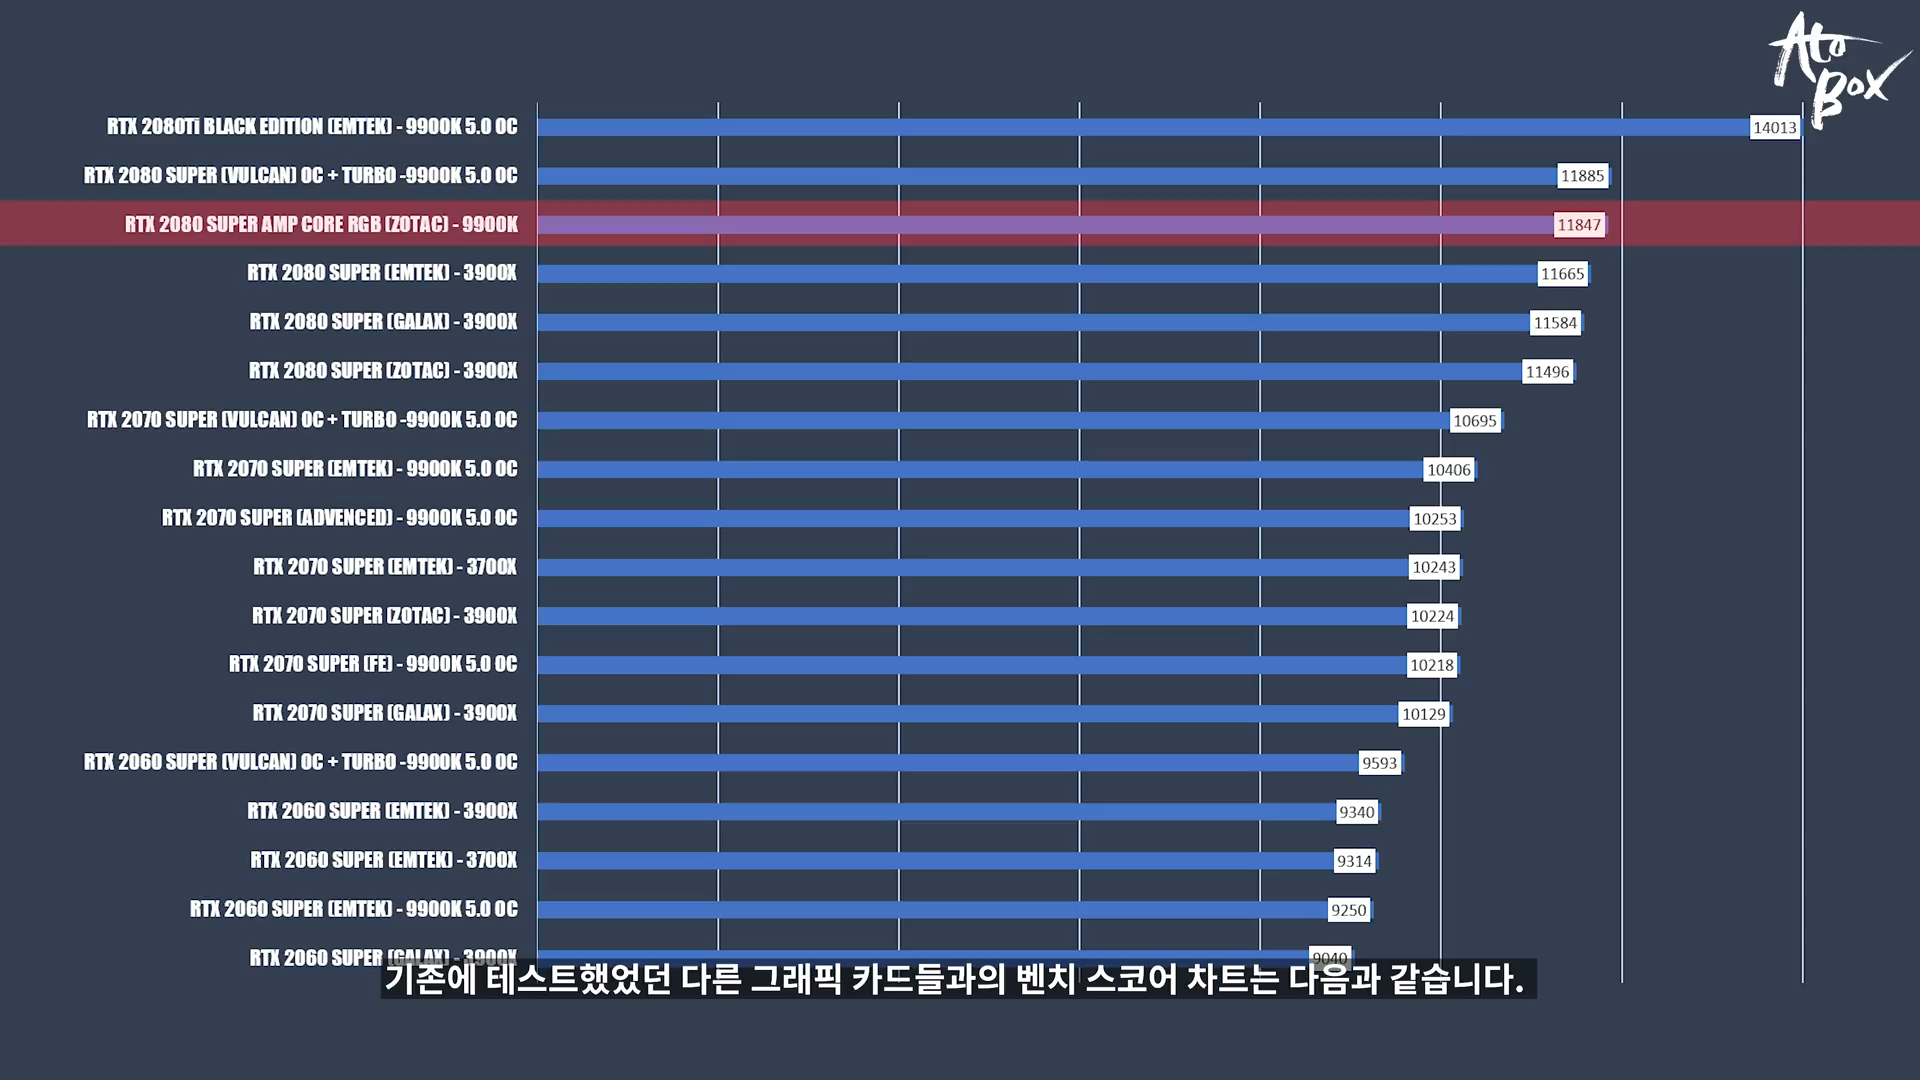 Ato
Box
RTX 2080Ti BLACK EDITION (EMTEK) - 9900K 5.0 OC 14013
RTX 2080 SUPER (VULCAN) OC + TURBO -9900K 5.0 OC 11885
RTX 2080 SUPER AMP CORE RGB (ZOTAC) - 9900K 11847
RTX 2080 SUPER (EMTEK) - 3900X 11665
RTX 2080 SUPER (GALAX) - 3900X 11584
RTX 2080 SUPER (ZOTAC) - 3900X 11496
RTX 2070 SUPER (VULCAN) OC + TURBO -9900K 5.0 OC 10695
RTX 2070 SUPER (EMTEK) - 9900K 5.0 OC 10406
RTX 2070 SUPER (ADVENCED) - 9900K 5.0 OC 10253
RTX 2070 SUPER (EMTEK) - 3700X 10243
RTX 2070 SUPER (ZOTAC) - 3900X 10224
RTX 2070 SUPER (FE) - 9900K 5.0 OC 10218
RTX 2070 SUPER (GALAX) - 3900X 10129
RTX 2060 SUPER (VULCAN) OC + TURBO -9900K 5.0 OC 9593
RTX 2060 SUPER (EMTEK) - 3900X 9340
RTX 2060 SUPER (EMTEK) - 3700X 9314
RTX 2060 SUPER (EMTEK) - 9900K 5.0 OC 9250
RTX 2060 SUPER (GALAX) - 3900X 9040
기존에 테스트했었던 다른 그래픽 카드들과의 벤치 스코어 차트는 다음과 같습니다.